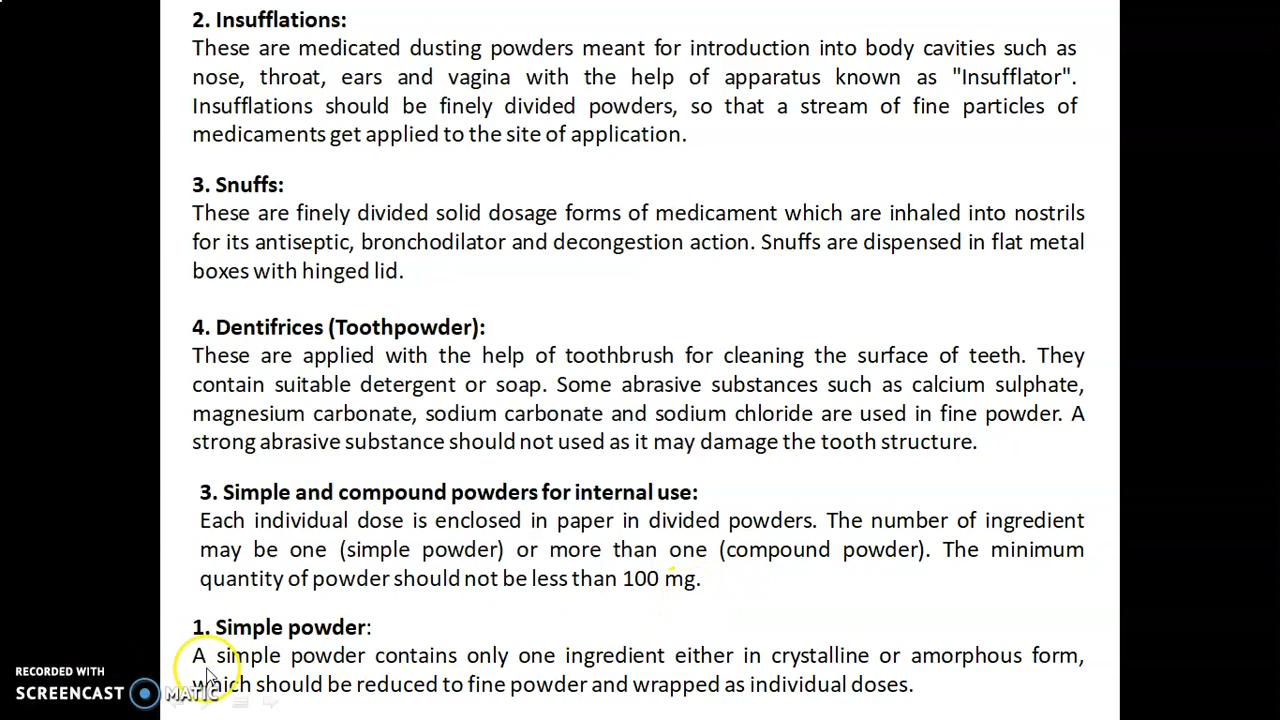 2. Insufflations:
These are medicated dusting powders meant for introduction into body cavities such as
nose, throat, ears and vagina with the help of apparatus known as "Insufflator".
Insufflations should be finely divided powders, so that a stream of fine particles of
medicaments get applied to the site of application.
3. Snuffs:
These are finely divided solid dosage forms of medicament which are inhaled into nostrils
for its antiseptic, bronchodilator and decongestion action. Snuffs are dispensed in flat metal
boxes with hinged lid.
4. Dentifrices (Toothpowder):
These are applied with the help of toothbrush for cleaning the surface of teeth. They
contain suitable detergent or soap. Some abrasive substances such as calcium sulphate,
magnesium carbonate, sodium carbonate and sodium chloride are used in fine powder. A
strong abrasive substance should not used as it may damage the tooth structure.
3. Simple and compound powders for internal use:
Each individual dose is enclosed in paper in divided powders. The number of ingredient
may be one (simple powder) or more than one (compound powder). The minimum
quantity of powder should not be less than 100 mg.
1. Simple powder:
A simple powder contains only one ingredient either in crystalline or amorphous form,
which should be reduced to fine powder and wrapped as individual doses.
RECORDED WITH
SCREENCAST MATIC